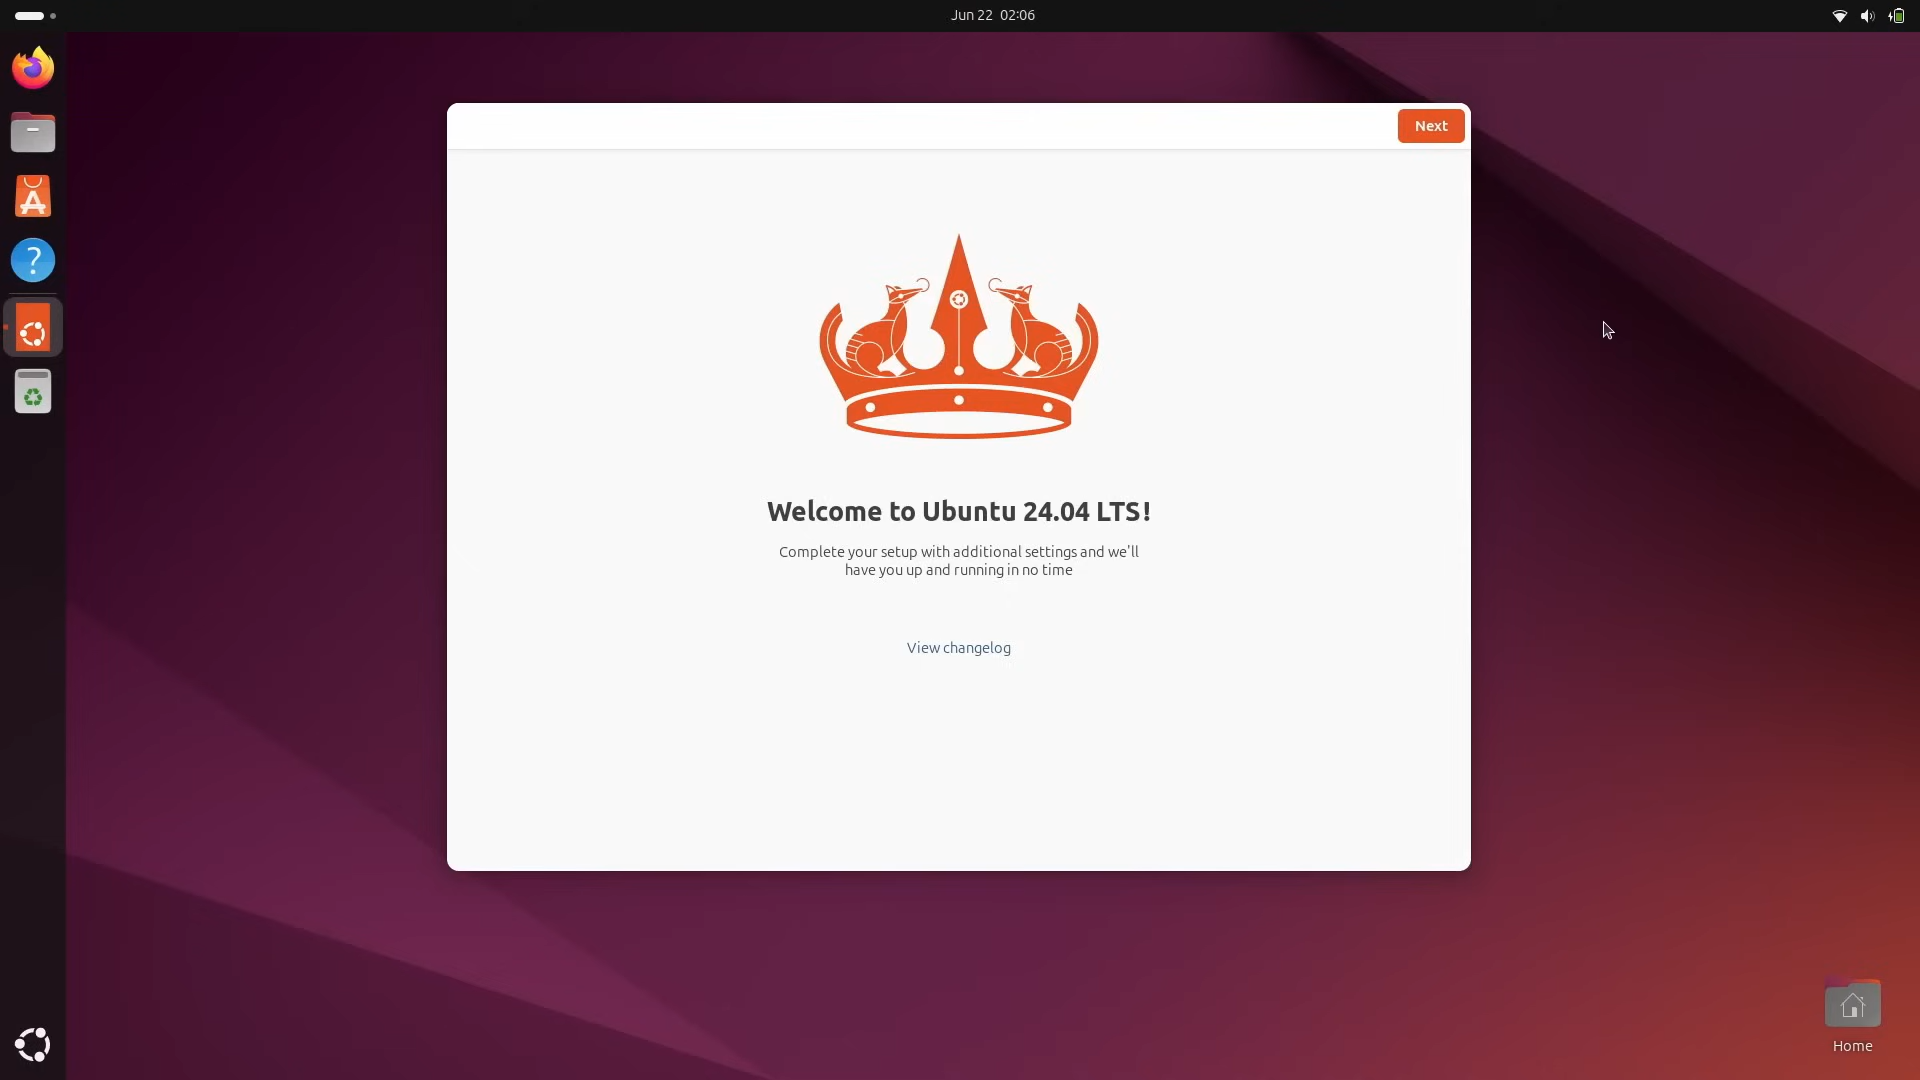 Jun 22 02:06
Next
Welcome to Ubuntu 24.04 LTS!
Complete your setup with additional settings and we'll
have you up and running in no time
View changelog
Home